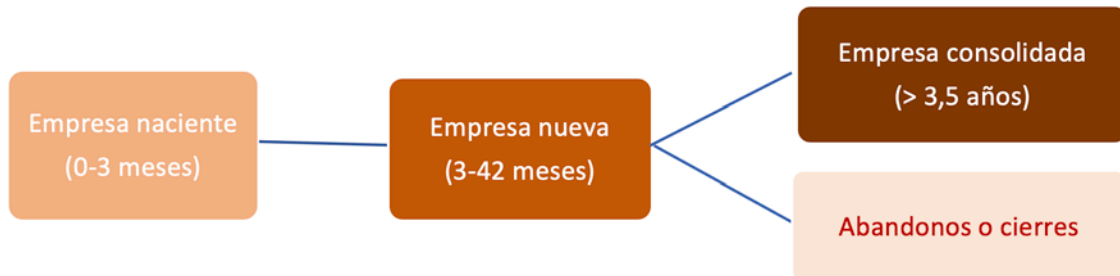 Empresa naciente
(0-3 meses)
Empresa nueva
(3-42 meses)
Empresa consolidada
(> 3,5 años)
Abandonos o cierres